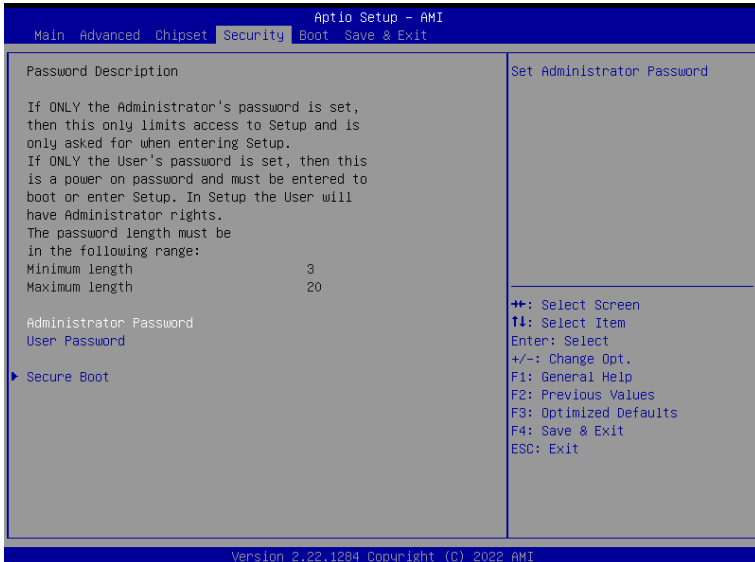 Aptio Setup – AMI
Main Advanced Chipset Security Boot Save & Exit
Password Description
If ONLY the Administrator's password is set,
then this only limits access to Setup and is
only asked for when entering Setup.
If ONLY the User's password is set, then this
is a power on password and must be entered to
boot or enter Setup. In Setup the User will
have Administrator rights.
The password length must be
in the following range:
Minimum length 3
Maximum length 20
Administrator Password
User Password
Secure Boot
Set Administrator Password
→←: Select Screen
↑↓: Select Item
Enter: Select
+/-: Change Opt.
F1: General Help
F2: Previous Values
F3: Optimized Defaults
F4: Save & Exit
ESC: Exit
Version 2.22.1284 Copyright (C) 2022 AMI